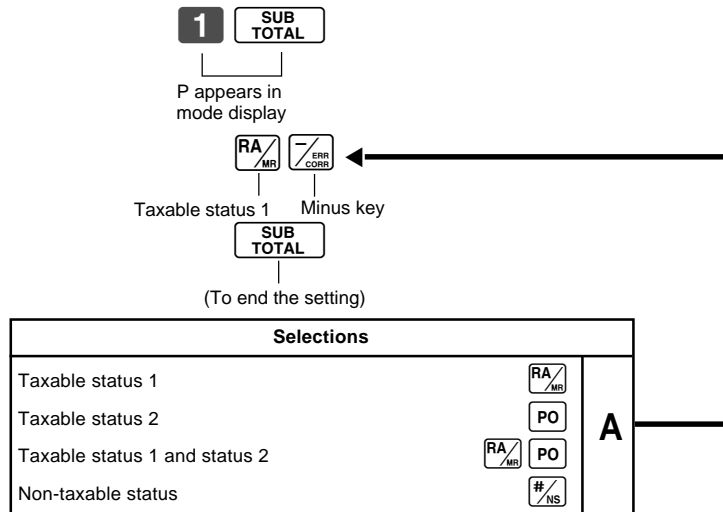 1 SUB TOTAL
P appears in
mode display
RA/MR −/ERR CORR
Taxable status 1 Minus key
SUB TOTAL
(To end the setting)
Selections
Taxable status 1 RA/MR
Taxable status 2 PO
Taxable status 1 and status 2 RA/MR PO
Non-taxable status #/NS
A